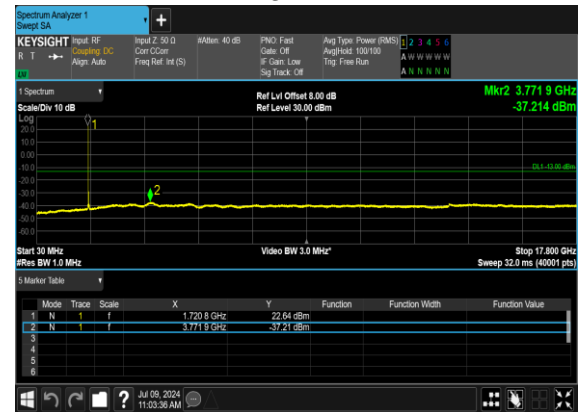 Spectrum Analyzer 1
Swept SA
+
KEYSIGHT Input: RF Input Z: 50 Ω #Atten: 40 dB PNO: Fast Avg Type: Power (RMS) 1 2 3 4 5 6
R T Coupling: DC Corr CCorr Gate: Off Avg|Hold: 100/100 A W W W W W
Align: Auto Freq Ref: Int (S) IF Gain: Low Trig: Free Run
Sig Track: Off A N N N N N
1 Spectrum Ref Lvl Offset 8.00 dB Mkr2 3.771 9 GHz
Scale/Div 10 dB Ref Level 30.00 dBm -37.214 dBm
Log
20.0
10.0
0.00
-10.0
-20.0
-30.0
-40.0
-50.0
-60.0
1
DL1 -13.00 dBm
2
Start 30 MHz Video BW 3.0 MHz* Stop 17.800 GHz
#Res BW 1.0 MHz Sweep 32.0 ms (40001 pts)
5 Marker Table
Mode Trace Scale X Y Function Function Width Function Value
1 N 1 f 1.720 8 GHz 22.64 dBm
2 N 1 f 3.771 9 GHz -37.21 dBm
3
4
5
6
? Jul 09, 2024
11:03:36 AM